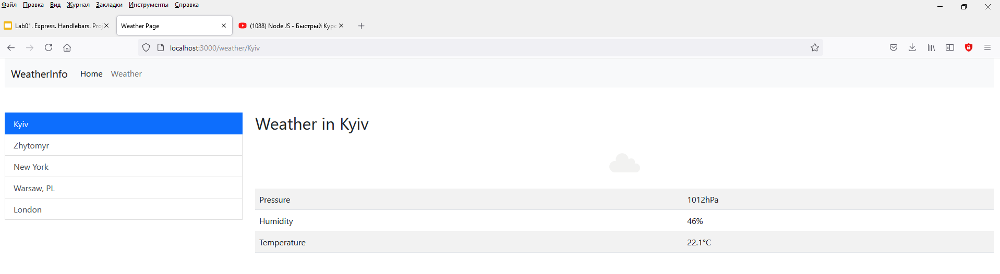 Файл Правка Вид Журнал Закладки Инструменты Справка
Lab01. Express. Handlebars. Pro
Weather Page
(1088) Node JS - Быстрый Курс
localhost:3000/weather/Kyiv
WeatherInfo Home Weather
Kyiv
Zhytomyr
New York
Warsaw, PL
London
Weather in Kyiv
Pressure 1012hPa
Humidity 46%
Temperature 22.1°C